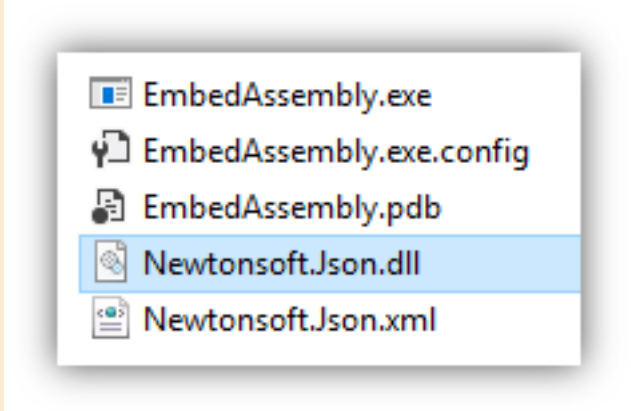 EmbedAssembly.exe
EmbedAssembly.exe.config
EmbedAssembly.pdb
Newtonsoft.Json.dll
Newtonsoft.Json.xml